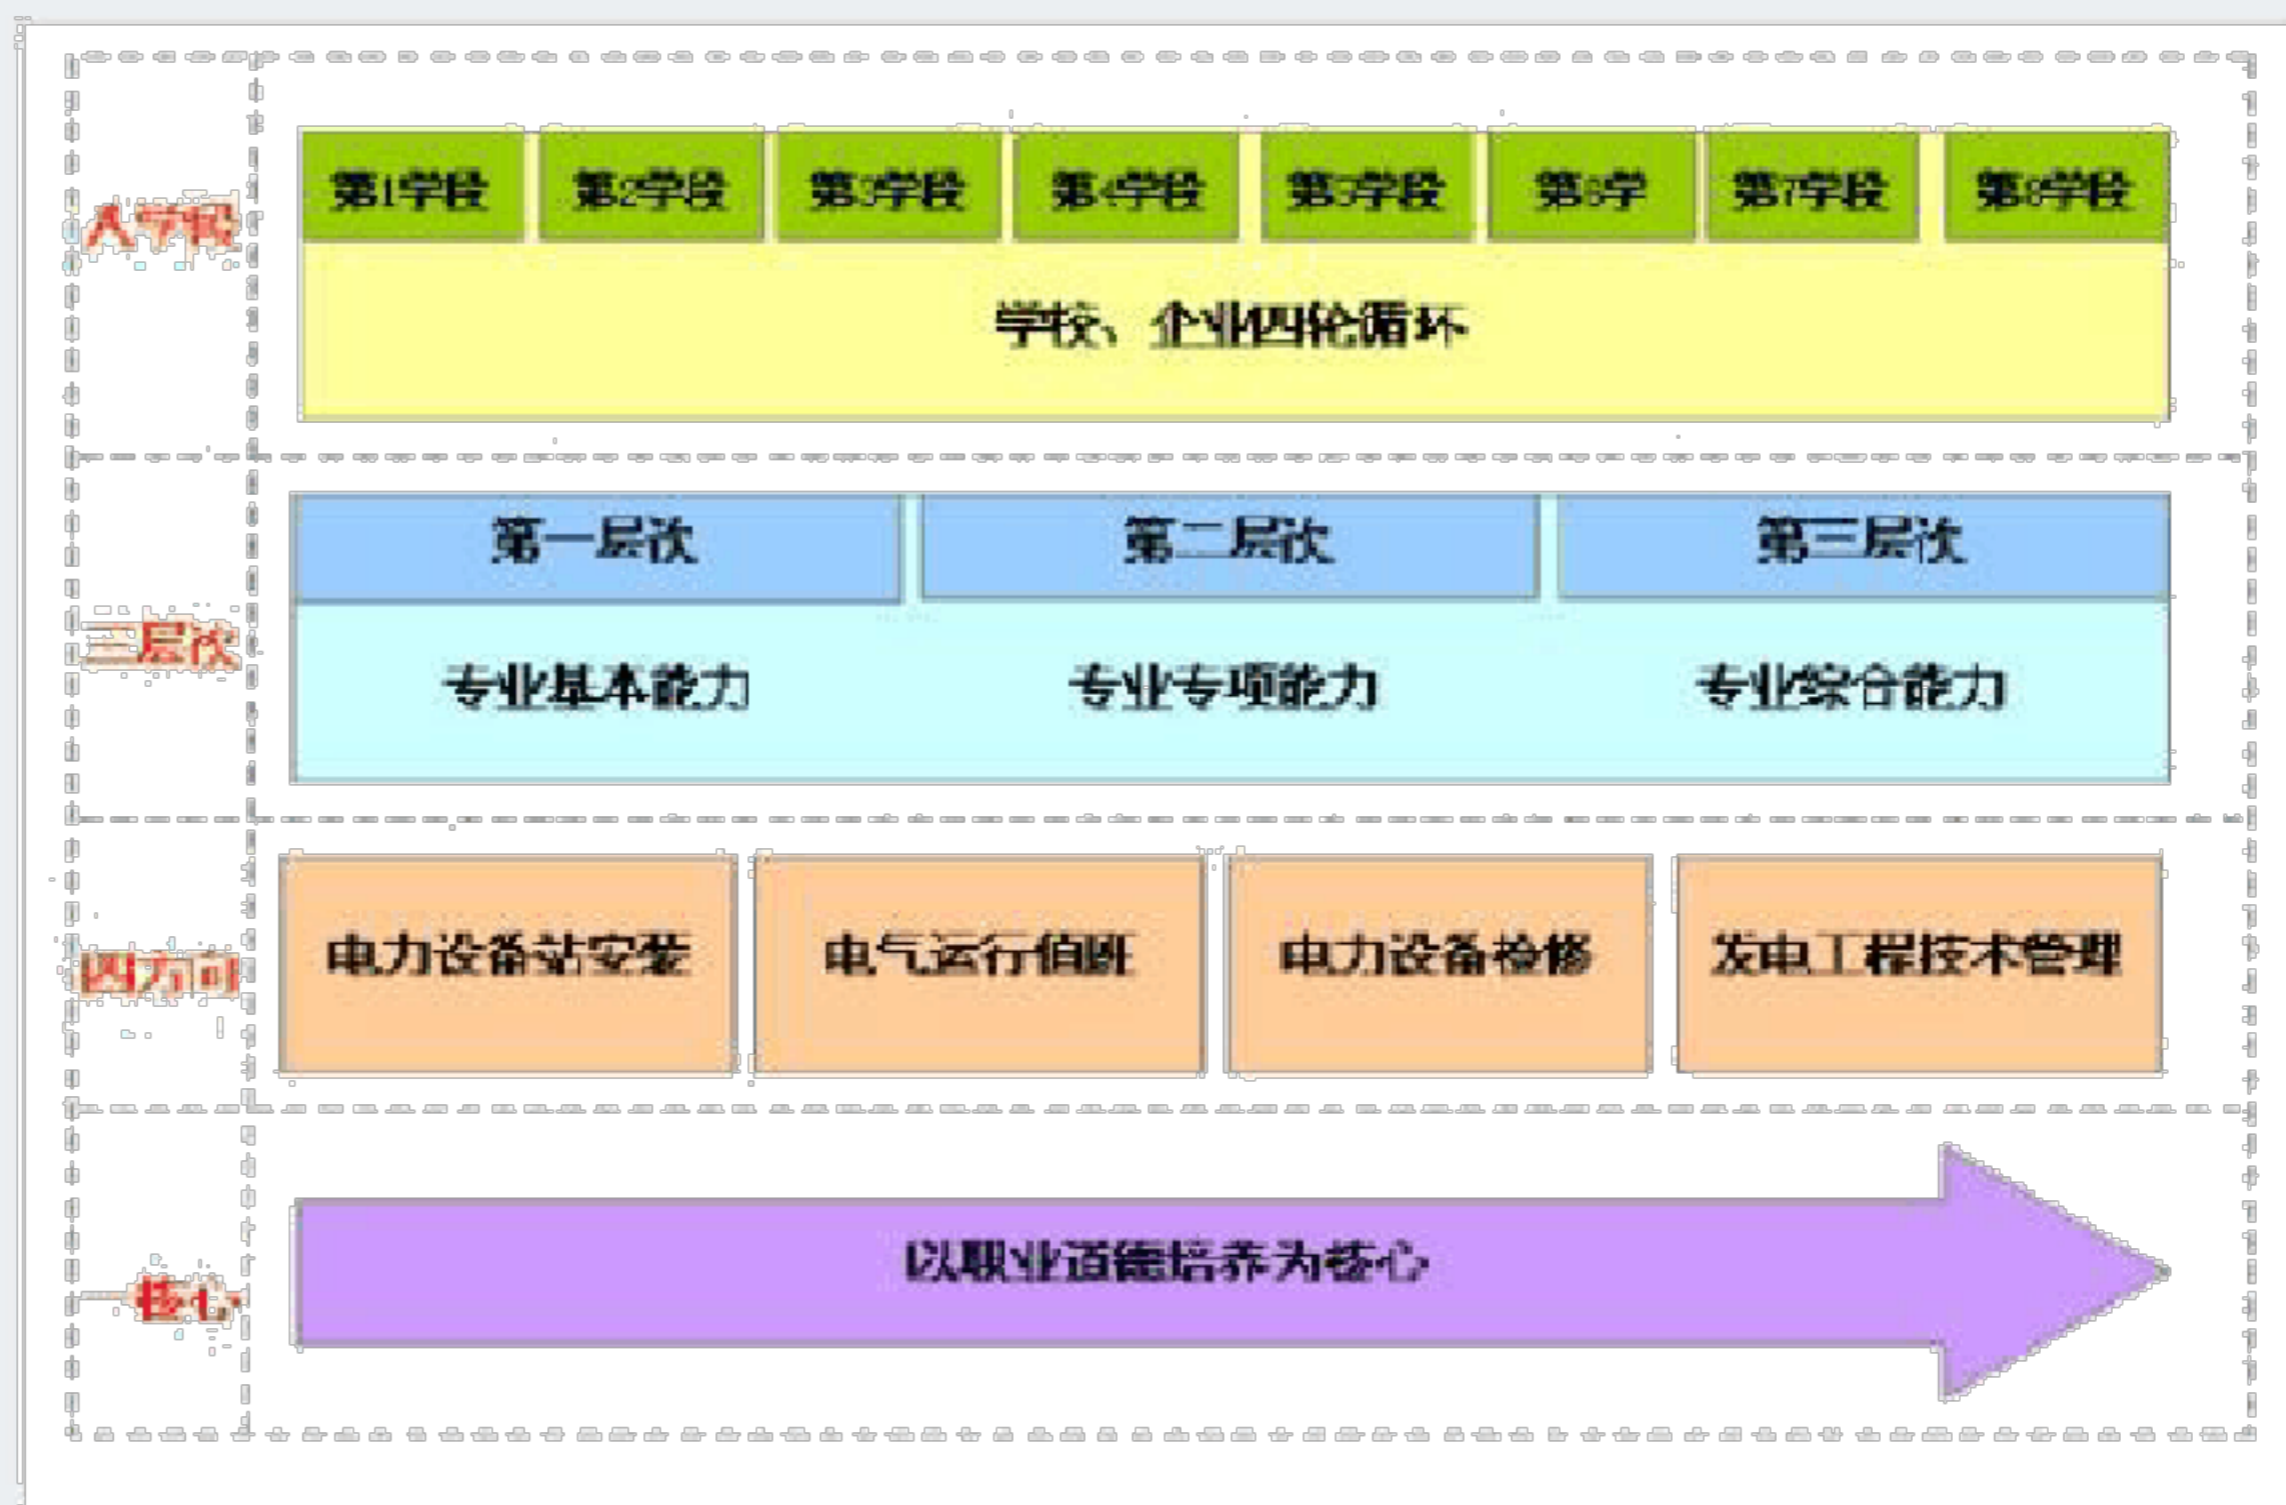 第1学段 第2学段 第3学段 第4学段 第5学段 第6学 第7学段 第8学段
八学段
学校、企业四轮循环
第一层次 第二层次 第三层次
三层次
专业基本能力 专业专项能力 专业综合能力
电力设备站安装 电气运行值班 电力设备检修 发电工程技术管理
四方向
以职业道德培养为核心
一核心